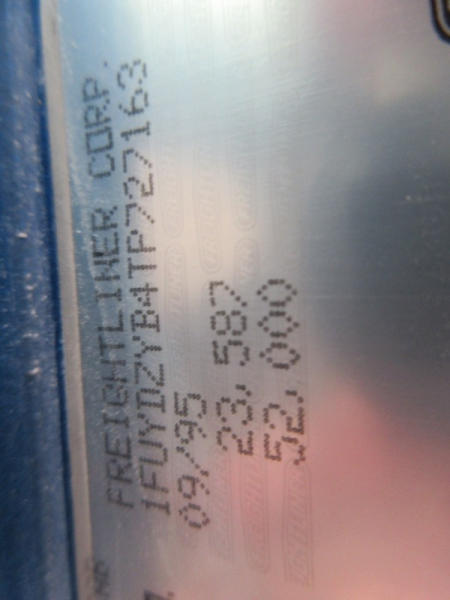 FREIGHTLINER CORP.
1FUYDZYB4TP727163
09/95
23,587
52,000